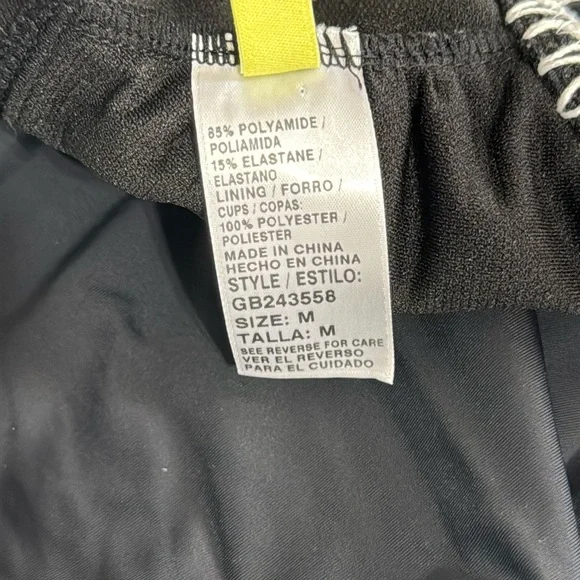 85% POLYAMIDE /
POLIAMIDA
15% ELASTANE /
ELASTANO
LINING / FORRO /
CUPS / COPAS:
100% POLYESTER /
POLIESTER
MADE IN CHINA
HECHO EN CHINA
STYLE / ESTILO:
GB243558
SIZE: M
TALLA: M
SEE REVERSE FOR CARE
VER EL REVERSO
PARA EL CUIDADO